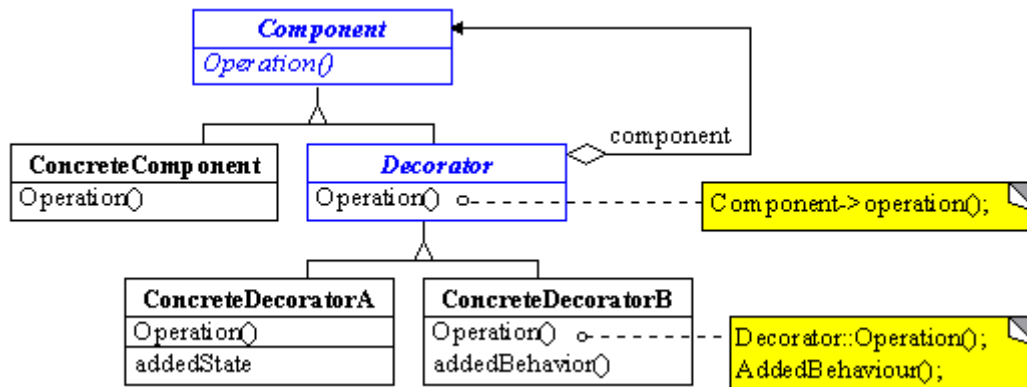 Component
Operation()
component
ConcreteComponent
Operation()
Decorator
Operation()
Component->operation();
ConcreteDecoratorA
Operation()
addedState
ConcreteDecoratorB
Operation()
addedBehavior()
Decorator::Operation();
AddedBehaviour();